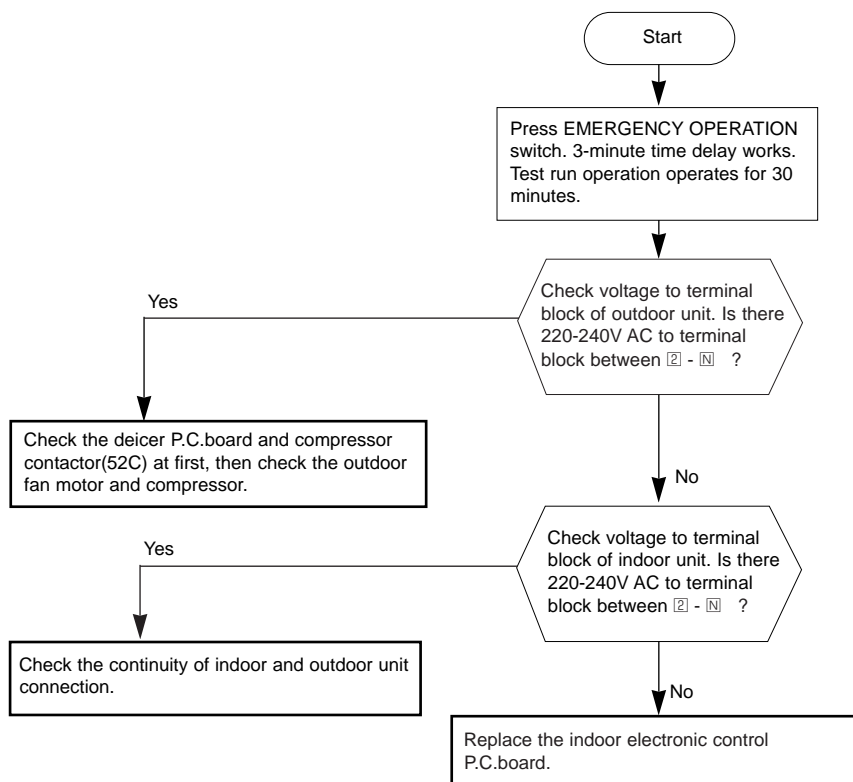 Start
Press EMERGENCY OPERATION
switch. 3-minute time delay works.
Test run operation operates for 30
minutes.
Check voltage to terminal
block of outdoor unit. Is there
220-240V AC to terminal
block between 2 - N ?
Yes
Check the deicer P.C.board and compressor
contactor(52C) at first, then check the outdoor
fan motor and compressor.
No
Check voltage to terminal
block of indoor unit. Is there
220-240V AC to terminal
block between 2 - N ?
Yes
Check the continuity of indoor and outdoor unit
connection.
No
Replace the indoor electronic control
P.C.board.